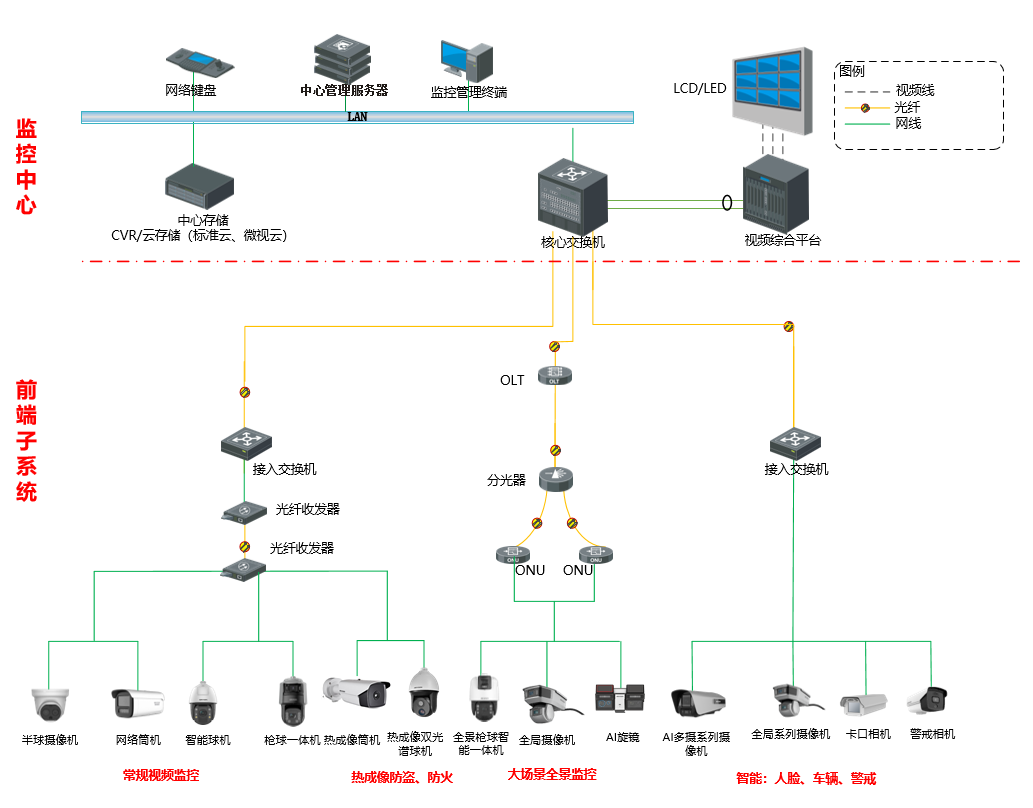 图例
视频线
光纤
网线
LCD/LED
网络键盘
中心管理服务器
监控管理终端
LAN
监控中心
中心存储
CVR/云存储（标准云、微视云）
核心交换机
视频综合平台
前端子系统
OLT
OLT
接入交换机
接入交换机
分光器
光纤收发器
光纤收发器
ONU
ONU
ONU
ONU
半球摄像机
网络筒机
智能球机
枪球一体机
热成像筒机
热成像双光
谱球机
全景枪球智
能一体机
全局摄像机
AI旋镜
AI多摄系列摄
像机
全局系列摄像机
卡口相机
警戒相机
常规视频监控
热成像防盗、防火
大场景全景监控
智能：人脸、车辆、警戒